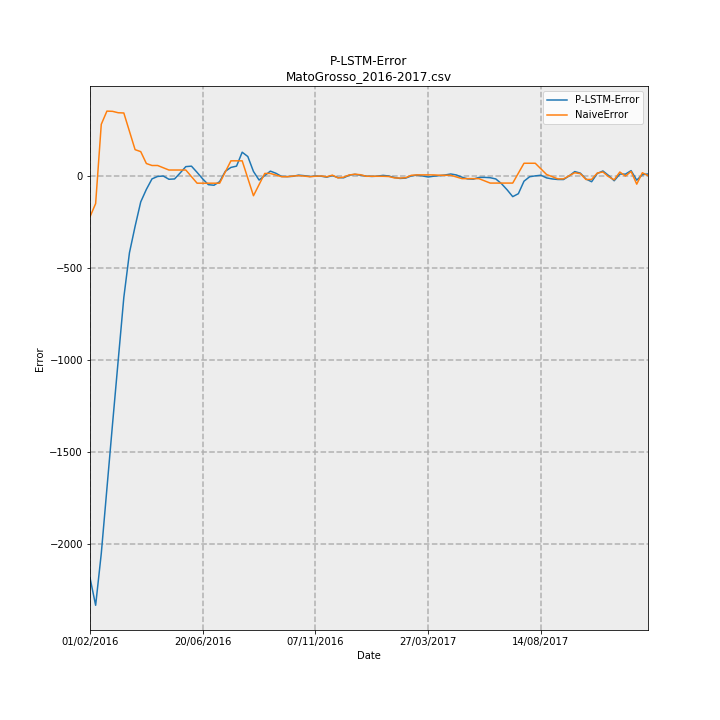 P-LSTM-Error
MatoGrosso_2016-2017.csv
P-LSTM-Error
NaiveError
Error
0
−500
−1000
−1500
−2000
01/02/2016
20/06/2016
07/11/2016
27/03/2017
14/08/2017
Date